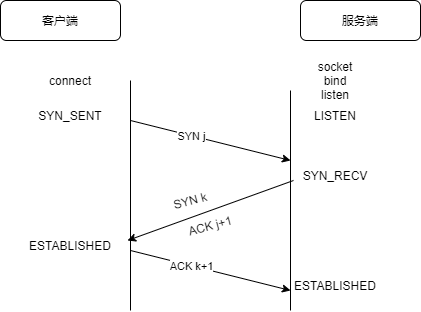 客户端
服务端
connect
socket
bind
listen
SYN_SENT
LISTEN
SYN j
SYN_RECV
SYN k
ACK j+1
ESTABLISHED
ACK k+1
ESTABLISHED